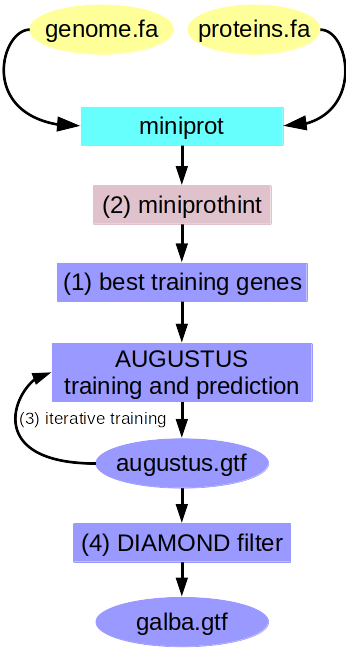 genome.fa
proteins.fa
miniprot
(2) miniprothint
(1) best training genes
AUGUSTUS
training and prediction
(3) iterative training
augustus.gtf
(4) DIAMOND filter
galba.gtf